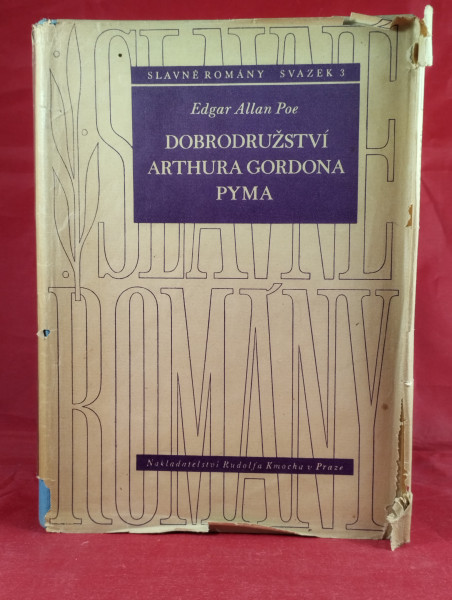 SLAVNÉ ROMÁNY SVAZEK 3
Edgar Allan Poe
DOBRODRUŽSTVÍ
ARTHURA GORDONA
PYMA
SLAVNÉ
ROMÁNY
Nakladatelství Rudolfa Kmocha v Praze